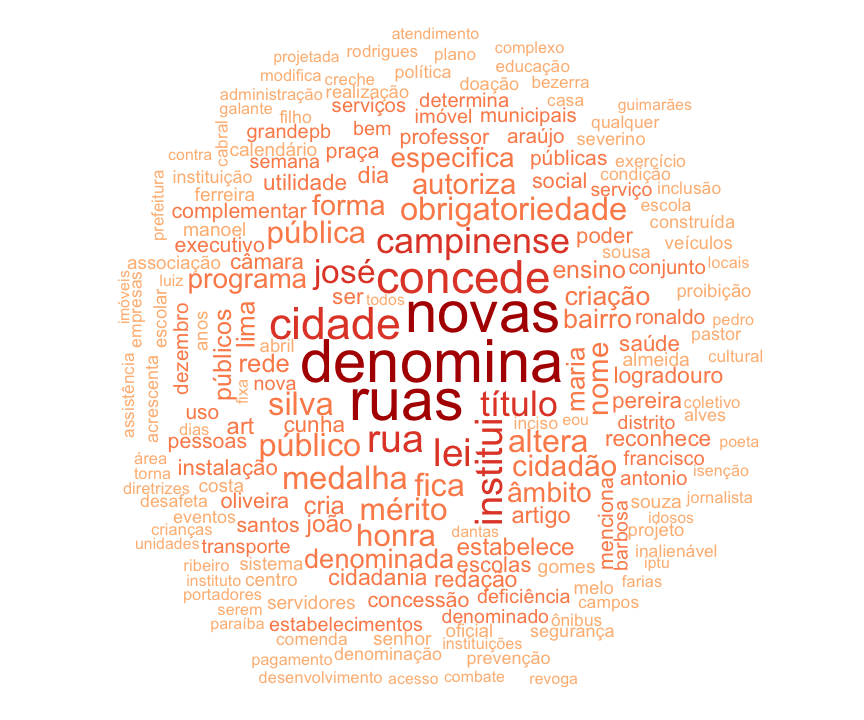 atendimento
projetada rodrigues plano complexo
modifica creche política educação
administração realização doação bezerra
galante serviços determina casa guimarães
filho grandepb bem imóvel municipais qualquer
contra cabral calendário praça professor araújo severino
semana especifica públicas exercício
instituição utilidade dia autoriza social condição
prefeitura ferreira serviço inclusão
complementar forma obrigatoriedade escola
manoel pública construída
executivo campinense poder
associação câmara josé sousa veículos
luiz programa concede ensino conjunto locais
imóveis empresas escolar ser todos criação proibição
dezembro anos públicos lima cidade novas bairro ronaldo pedro
abril saúde pastor
rede denomina maria nome almeida cultural
assistência acrescenta fixa nova logradouro
uso silva ruas título pereira coletivo
dias art cunha inciso eou distrito alves
pessoas público rua lei institui altera reconhece poeta
área instalação cidadão francisco
torna medalha fica antonio isenção
diretrizes costa âmbito
desafeta oliveira cria mérito mencionao barbosa souza jornalista
eventos santos joão artigo idosos
crianças honra dantas projeto
unidades transporte estabelece inalienável
ribeiro sistema denominada escolas gomes iptu
instituto centro cidadania redação melo farias
portadores servidores concessão deficiência campos
serem denominado ônibus
paraíba estabelecimentos oficial segurança
comenda senhor instituições
pagamento denominação prevenção
desenvolvimento acesso combate revoga